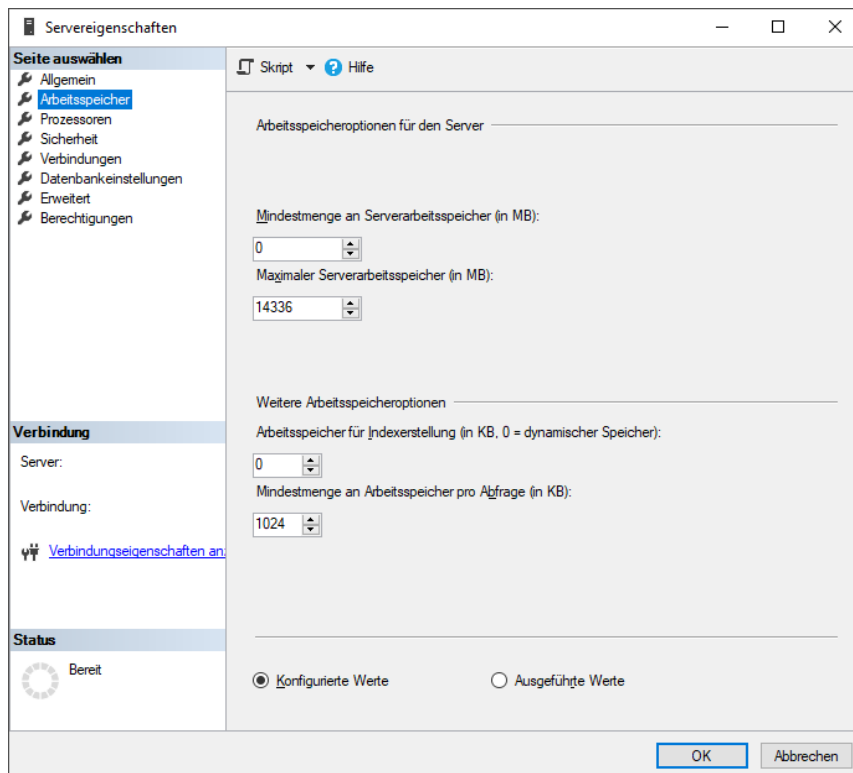 Servereigenschaften
Seite auswählen
Allgemein
Arbeitsspeicher
Prozessoren
Sicherheit
Verbindungen
Datenbankeinstellungen
Erweitert
Berechtigungen
Verbindung
Server:
Verbindung:
Verbindungseigenschaften an
Status
Bereit
Skript
Hilfe
Arbeitsspeicheroptionen für den Server
Mindestmenge an Serverarbeitsspeicher (in MB):
0
Maximaler Serverarbeitsspeicher (in MB):
14336
Weitere Arbeitsspeicheroptionen
Arbeitsspeicher für Indexerstellung (in KB, 0 = dynamischer Speicher):
0
Mindestmenge an Arbeitsspeicher pro Abfrage (in KB):
1024
Konfigurierte Werte Ausgeführte Werte
OK Abbrechen